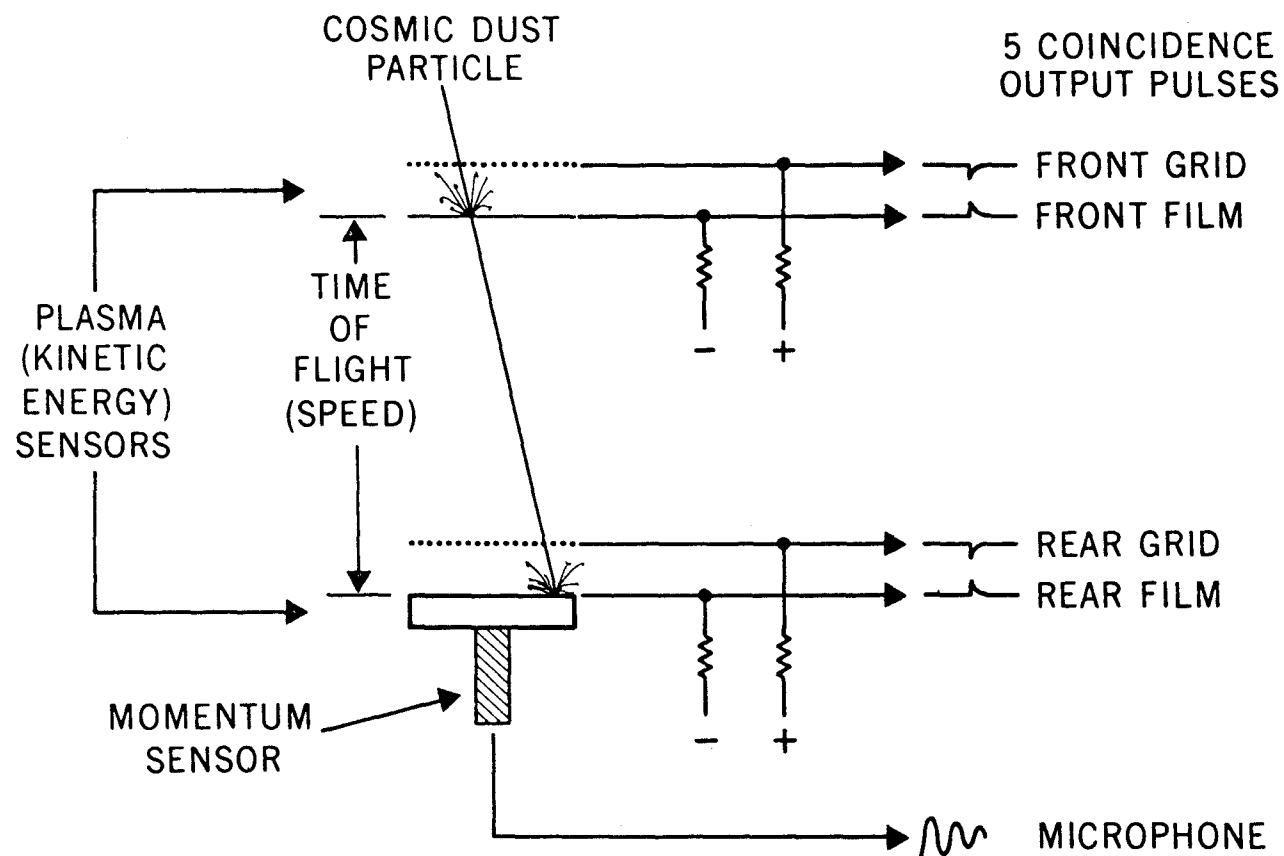 COSMIC DUST
PARTICLE
5 COINCIDENCE
OUTPUT PULSES
FRONT GRID
FRONT FILM
TIME
OF
FLIGHT
(SPEED)
PLASMA
(KINETIC
ENERGY)
SENSORS
- +
REAR GRID
REAR FILM
MOMENTUM
SENSOR
- +
MICROPHONE